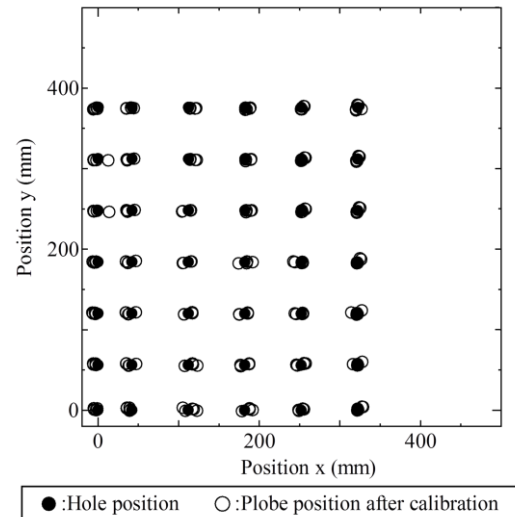 400
Position y (mm)
200
0
0 200 400
Position x (mm)
●:Hole position ○:Plobe position after calibration